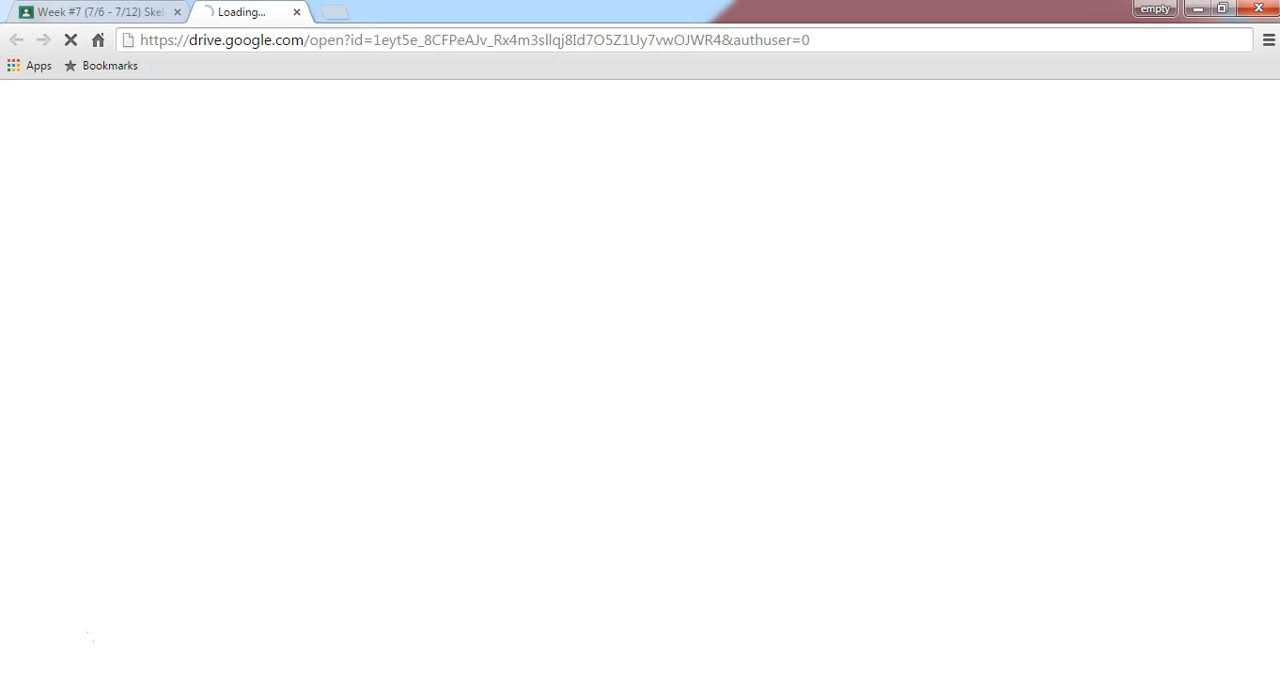 Week #7 (7/6 - 7/12) Skel
Loading...
empty
https://drive.google.com/open?id=1eyt5e_8CFPeAJv_Rx4m3sllqj8Id7O5Z1Uy7vwOJWR4&authuser=0
Apps
Bookmarks